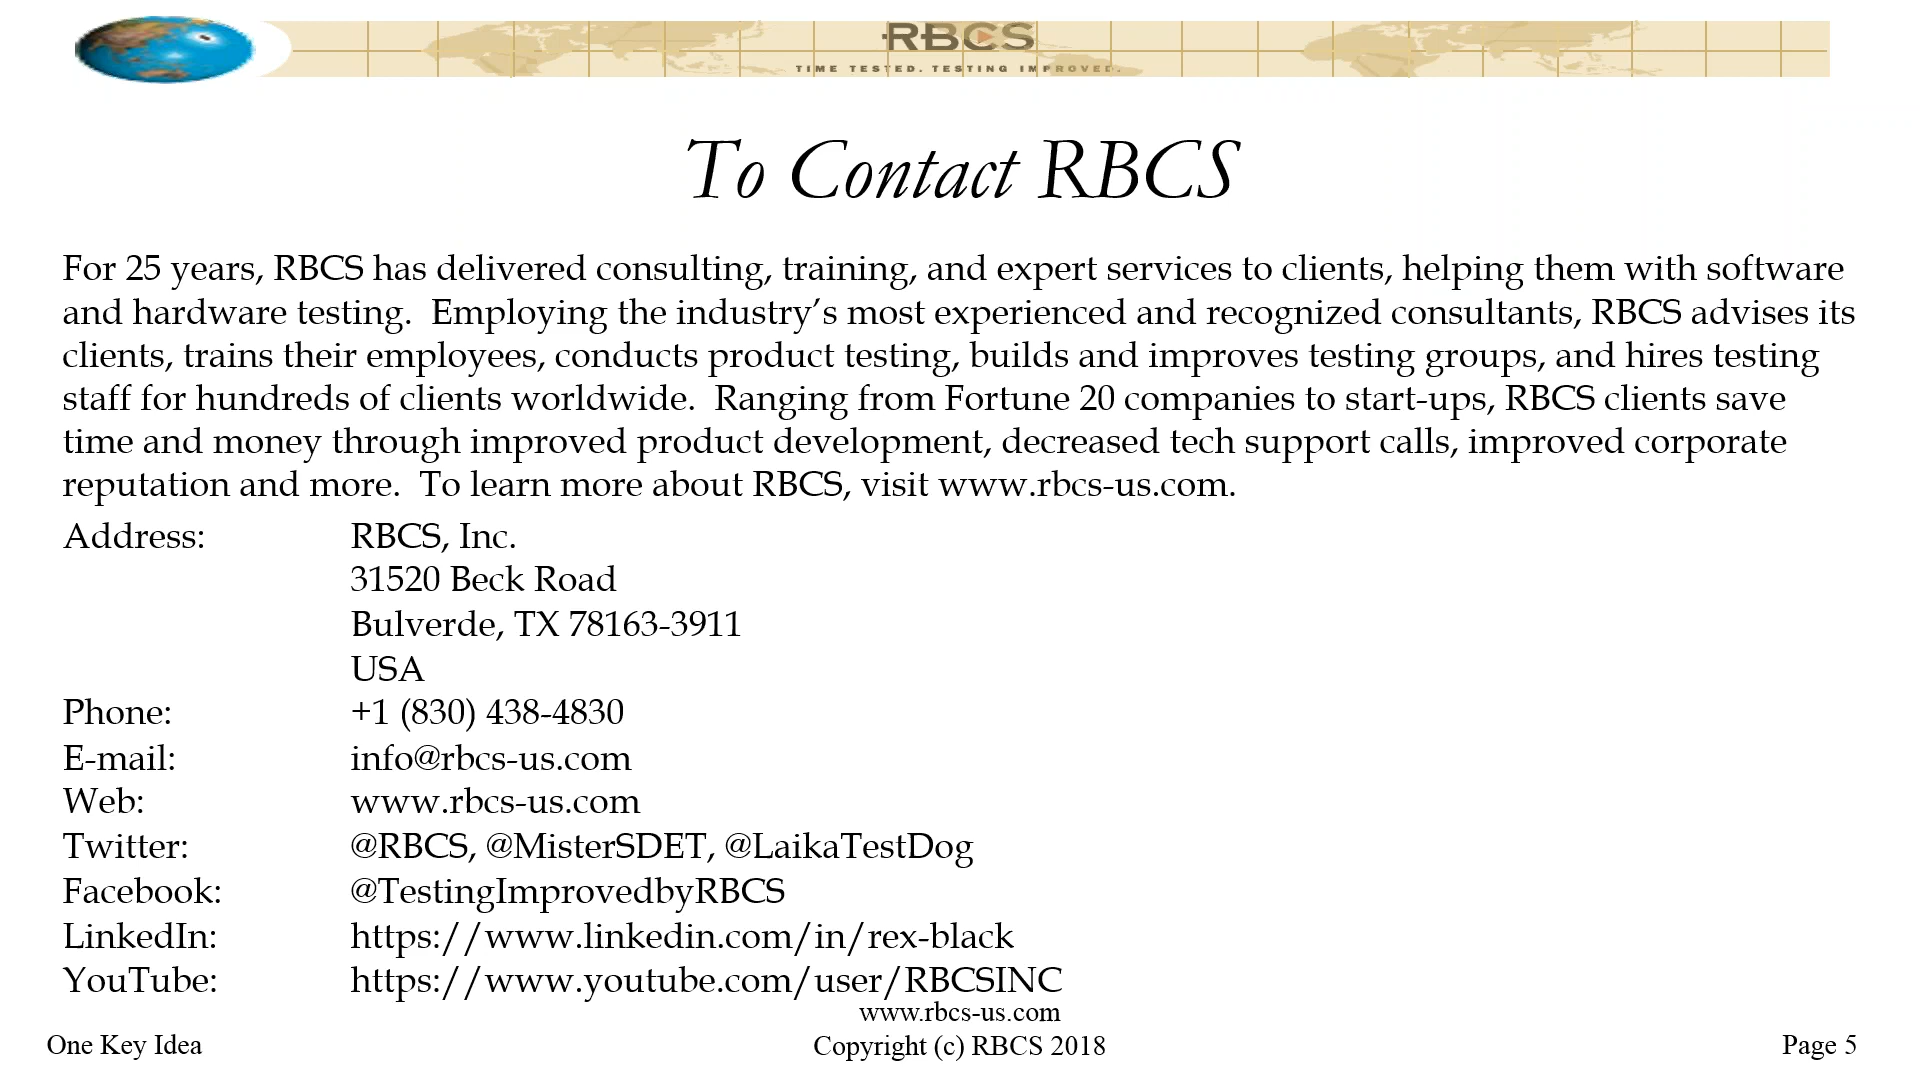 RBCS
TIME TESTED. TESTING IMPROVED.
To Contact RBCS
For 25 years, RBCS has delivered consulting, training, and expert services to clients, helping them with software
and hardware testing.  Employing the industry’s most experienced and recognized consultants, RBCS advises its
clients, trains their employees, conducts product testing, builds and improves testing groups, and hires testing
staff for hundreds of clients worldwide.  Ranging from Fortune 20 companies to start-ups, RBCS clients save
time and money through improved product development, decreased tech support calls, improved corporate
reputation and more.  To learn more about RBCS, visit www.rbcs-us.com.
Address: RBCS, Inc.
31520 Beck Road
Bulverde, TX 78163-3911
USA
Phone: +1 (830) 438-4830
E-mail: info@rbcs-us.com
Web: www.rbcs-us.com
Twitter: @RBCS, @MisterSDET, @LaikaTestDog
Facebook: @TestingImprovedbyRBCS
LinkedIn: https://www.linkedin.com/in/rex-black
YouTube: https://www.youtube.com/user/RBCSINC
www.rbcs-us.com
One Key Idea Copyright (c) RBCS 2018 Page 5